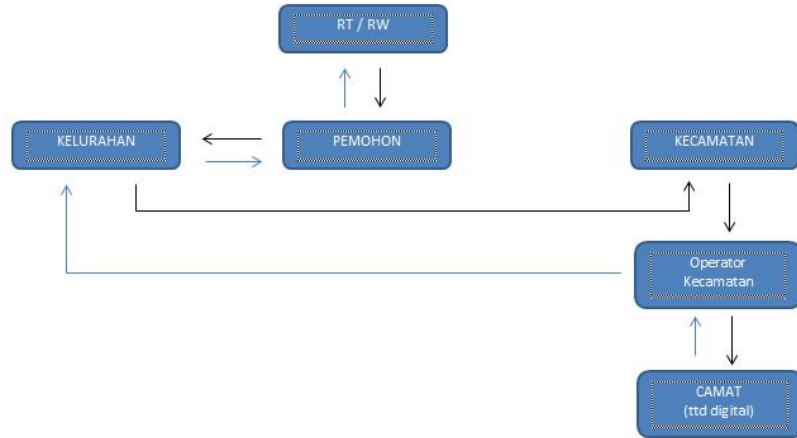 RT / RW
KELURAHAN
PEMOHON
KECAMATAN
Operator
Kecamatan
CAMAT
(ttd digital)